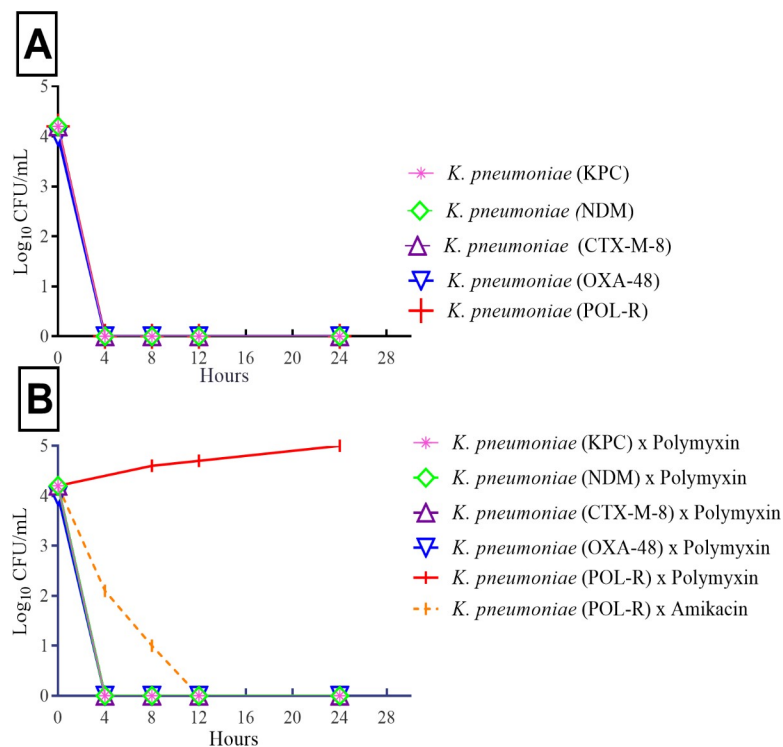 A
5
4
3
2
1
0
Log10 CFU/mL
0 4 8 12 16 20 24 28
Hours
K. pneumoniae (KPC)
K. pneumoniae (NDM)
K. pneumoniae (CTX-M-8)
K. pneumoniae (OXA-48)
K. pneumoniae (POL-R)
B
5
4
3
2
1
0
Log10 CFU/mL
0 4 8 12 16 20 24 28
Hours
K. pneumoniae (KPC) x Polymyxin
K. pneumoniae (NDM) x Polymyxin
K. pneumoniae (CTX-M-8) x Polymyxin
K. pneumoniae (OXA-48) x Polymyxin
K. pneumoniae (POL-R) x Polymyxin
K. pneumoniae (POL-R) x Amikacin